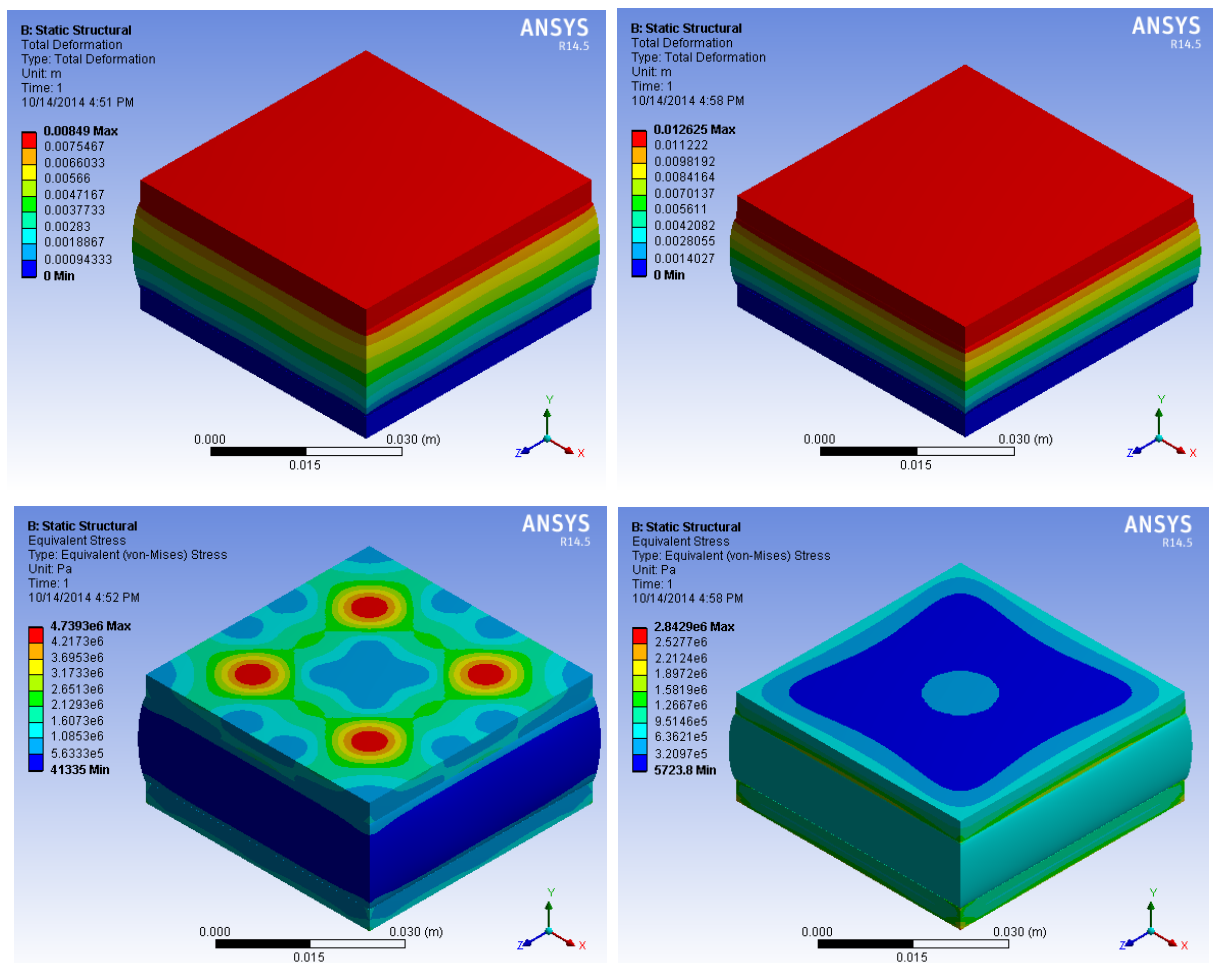 B: Static Structural
Total Deformation
Type: Total Deformation
Unit: m
Time: 1
10/14/2014 4:51 PM
ANSYS
R14.5
0.00849 Max
0.0075467
0.0066033
0.00566
0.0047167
0.0037733
0.00283
0.0018867
0.00094333
0 Min
0.000
0.030 (m)
0.015
Y
Z
X
B: Static Structural
Total Deformation
Type: Total Deformation
Unit: m
Time: 1
10/14/2014 4:58 PM
ANSYS
R14.5
0.012625 Max
0.011222
0.0098192
0.0084164
0.0070137
0.005611
0.0042082
0.0028055
0.0014027
0 Min
0.000
0.030 (m)
0.015
Y
Z
X
B: Static Structural
Equivalent Stress
Type: Equivalent (von-Mises) Stress
Unit: Pa
Time: 1
10/14/2014 4:52 PM
ANSYS
R14.5
4.7393e6 Max
4.2173e6
3.6953e6
3.1733e6
2.6513e6
2.1293e6
1.6073e6
1.0853e6
5.6333e5
41335 Min
0.000
0.030 (m)
0.015
Y
Z
X
B: Static Structural
Equivalent Stress
Type: Equivalent (von-Mises) Stress
Unit: Pa
Time: 1
10/14/2014 4:58 PM
ANSYS
R14.5
2.8429e6 Max
2.5277e6
2.2124e6
1.8972e6
1.5819e6
1.2667e6
9.5146e5
6.3621e5
3.2097e5
5723.8 Min
0.000
0.030 (m)
0.015
Y
Z
X